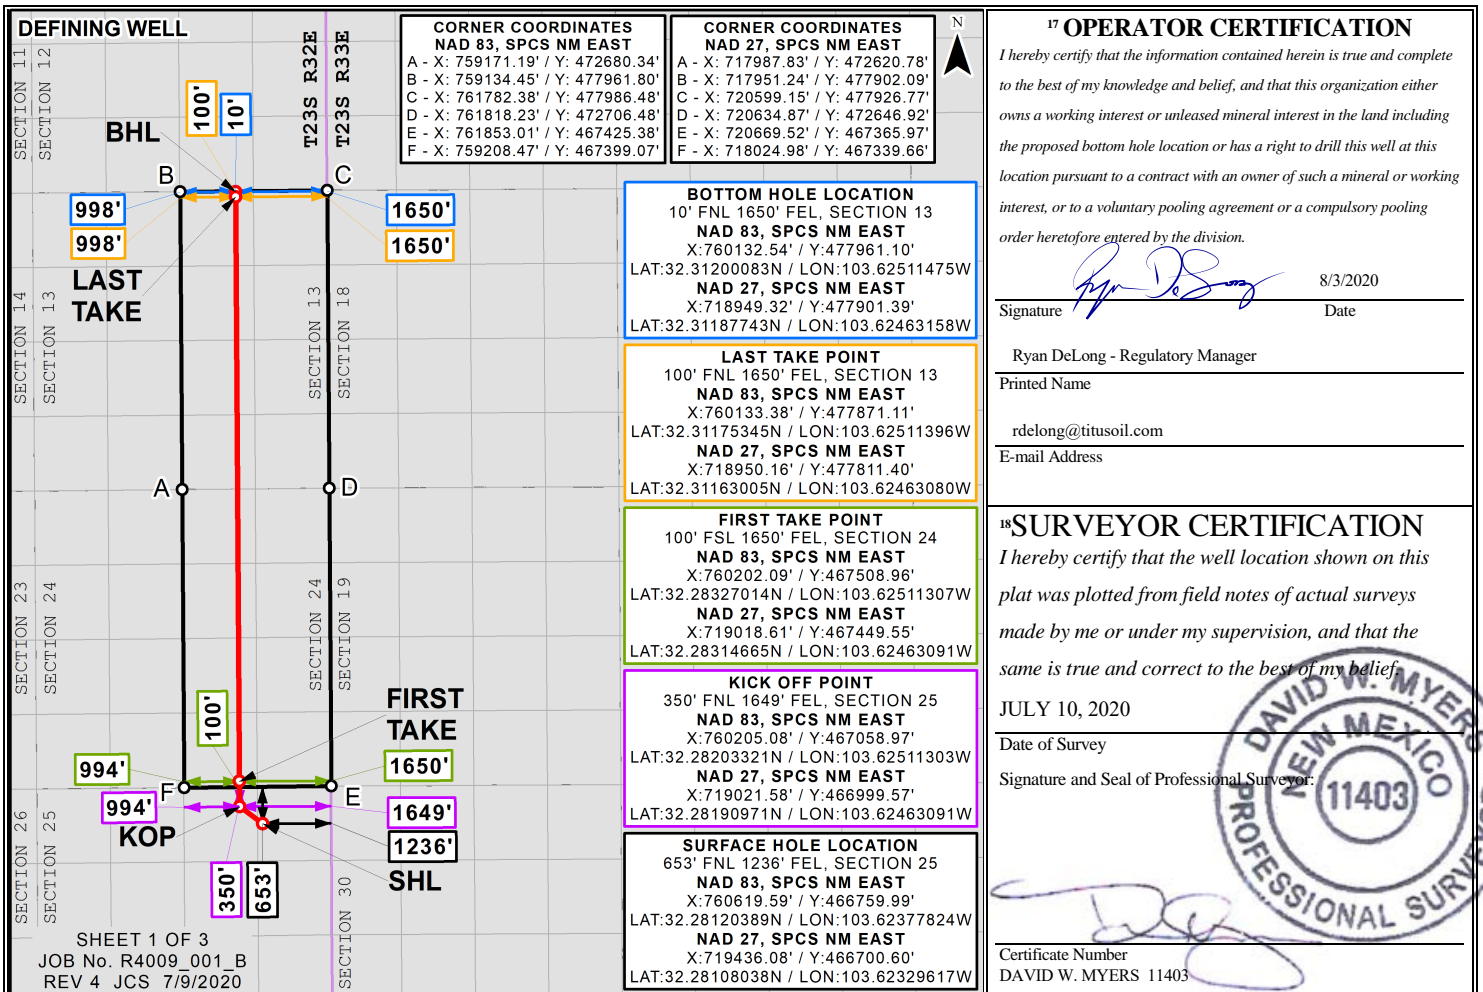 DEFINING WELL
SECTION 11
SECTION 12
T23S R32E
T23S R33E
CORNER COORDINATES
NAD 83, SPCS NM EAST
A - X: 759171.19' / Y: 472680.34'
B - X: 759134.45' / Y: 477961.80'
C - X: 761782.38' / Y: 477986.48'
D - X: 761818.23' / Y: 472706.48'
E - X: 761853.01' / Y: 467425.38'
F - X: 759208.47' / Y: 467399.07'
CORNER COORDINATES
NAD 27, SPCS NM EAST
A - X: 717987.83' / Y: 472620.78'
B - X: 717951.24' / Y: 477902.09'
C - X: 720599.15' / Y: 477926.77'
D - X: 720634.87' / Y: 472646.92'
E - X: 720669.52' / Y: 467365.97'
F - X: 718024.98' / Y: 467339.66'
N
100'
10'
BHL
B
C
998'
998'
1650'
1650'
LAST
TAKE
SECTION 14
SECTION 13
SECTION 13
SECTION 18
A
D
SECTION 23
SECTION 24
SECTION 24
SECTION 19
FIRST
TAKE
100'
994'
1650'
F
E
994'
1649'
KOP
1236'
SHL
350'
653'
SECTION 26
SECTION 25
SECTION 30
SHEET 1 OF 3
JOB No. R4009_001_B
REV 4 JCS 7/9/2020
BOTTOM HOLE LOCATION
10' FNL 1650' FEL, SECTION 13
NAD 83, SPCS NM EAST
X:760132.54' / Y:477961.10'
LAT:32.31200083N / LON:103.62511475W
NAD 27, SPCS NM EAST
X:718949.32' / Y:477901.39'
LAT:32.31187743N / LON:103.62463158W
LAST TAKE POINT
100' FNL 1650' FEL, SECTION 13
NAD 83, SPCS NM EAST
X:760133.38' / Y:477871.11'
LAT:32.31175345N / LON:103.62511396W
NAD 27, SPCS NM EAST
X:718950.16' / Y:477811.40'
LAT:32.31163005N / LON:103.62463080W
FIRST TAKE POINT
100' FSL 1650' FEL, SECTION 24
NAD 83, SPCS NM EAST
X:760202.09' / Y:467508.96'
LAT:32.28327014N / LON:103.62511307W
NAD 27, SPCS NM EAST
X:719018.61' / Y:467449.55'
LAT:32.28314665N / LON:103.62463091W
KICK OFF POINT
350' FNL 1649' FEL, SECTION 25
NAD 83, SPCS NM EAST
X:760205.08' / Y:467058.97'
LAT:32.28203321N / LON:103.62511303W
NAD 27, SPCS NM EAST
X:719021.58' / Y:466999.57'
LAT:32.28190971N / LON:103.62463091W
SURFACE HOLE LOCATION
653' FNL 1236' FEL, SECTION 25
NAD 83, SPCS NM EAST
X:760619.59' / Y:466759.99'
LAT:32.28120389N / LON:103.62377824W
NAD 27, SPCS NM EAST
X:719436.08' / Y:466700.60'
LAT:32.28108038N / LON:103.62329617W
17 OPERATOR CERTIFICATION
I hereby certify that the information contained herein is true and complete
to the best of my knowledge and belief, and that this organization either
owns a working interest or unleased mineral interest in the land including
the proposed bottom hole location or has a right to drill this well at this
location pursuant to a contract with an owner of such a mineral or working
interest, or to a voluntary pooling agreement or a compulsory pooling
order heretofore entered by the division.
8/3/2020
Signature Date
Ryan DeLong - Regulatory Manager
Printed Name
rdelong@titusoil.com
E-mail Address
18 SURVEYOR CERTIFICATION
I hereby certify that the well location shown on this
plat was plotted from field notes of actual surveys
made by me or under my supervision, and that the
same is true and correct to the best of my belief.
JULY 10, 2020
Date of Survey
Signature and Seal of Professional Surveyor:
DAVID W. MYERS
NEW MEXICO
11403
PROFESSIONAL SURVEY
Certificate Number
DAVID W. MYERS 11403